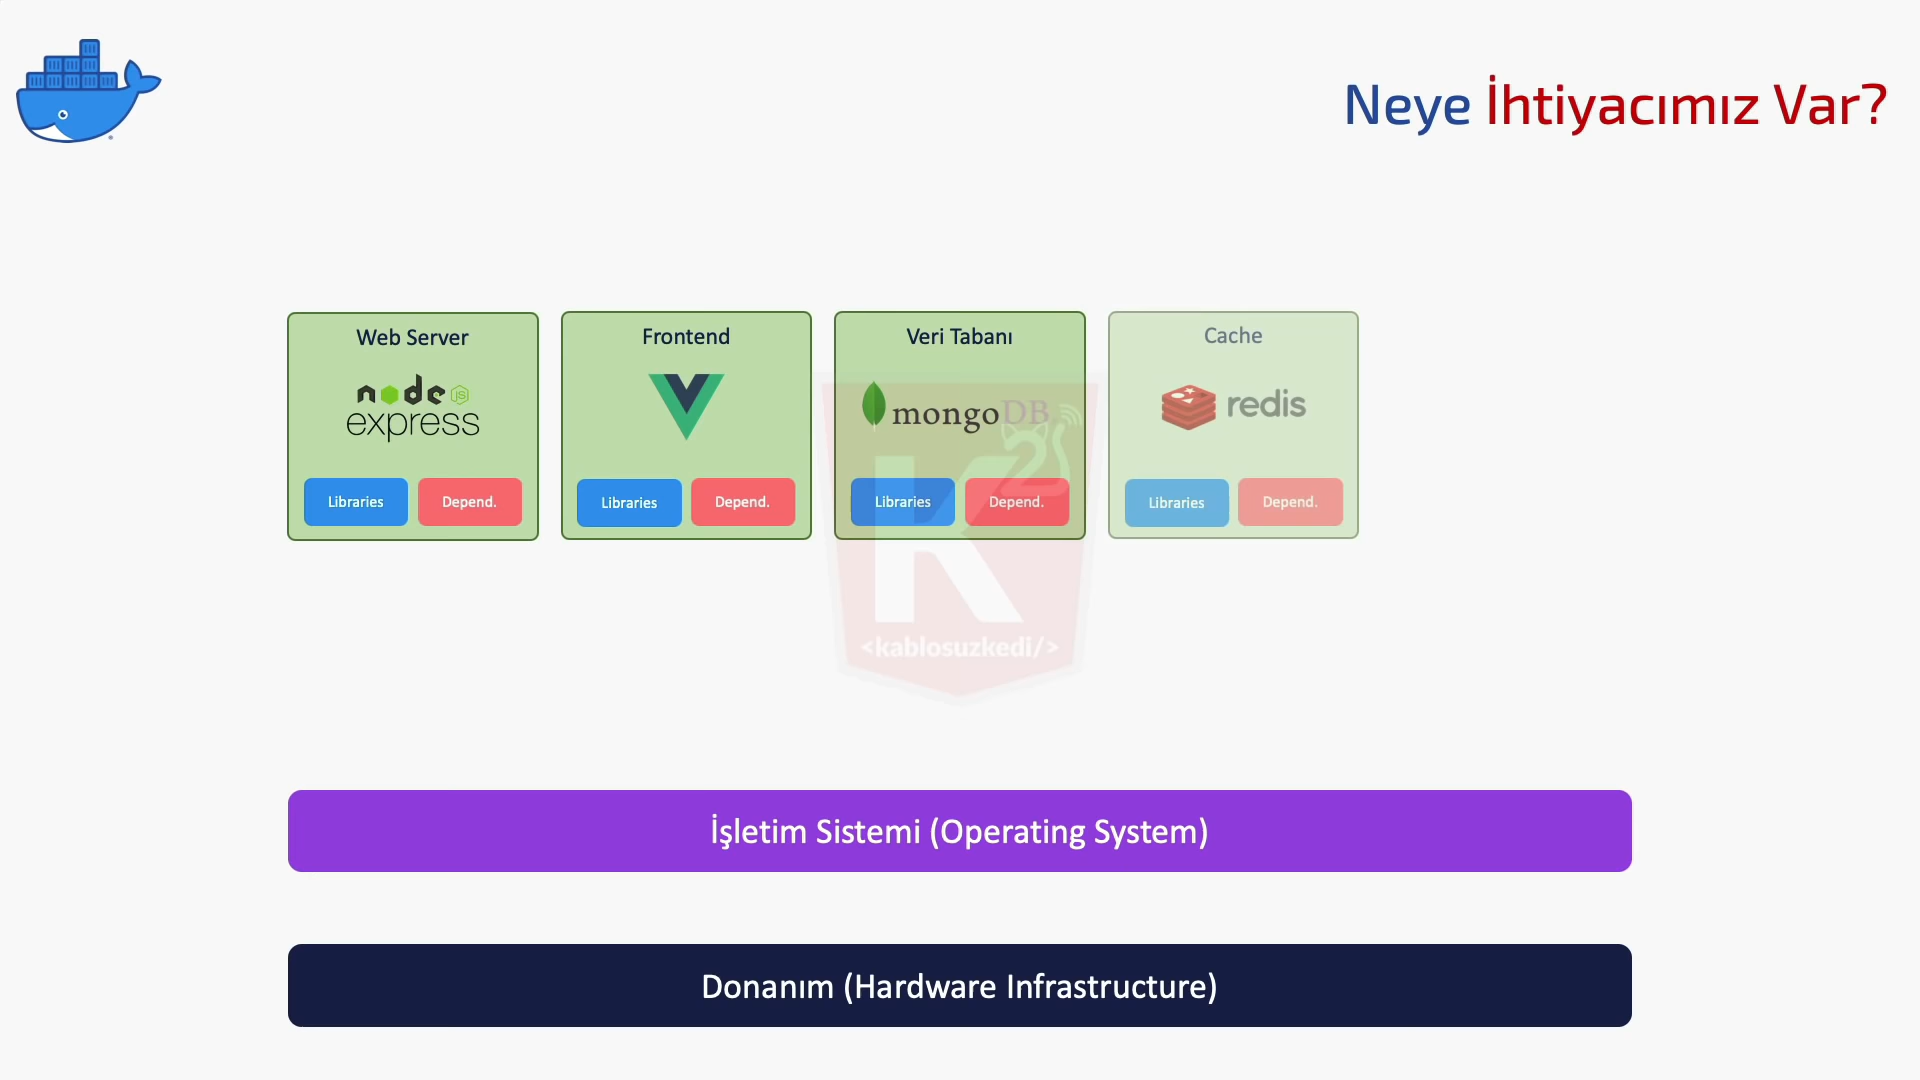 Neye İhtiyacımız Var?
Web Server
node
JS
express
Libraries
Depend.
Frontend
Libraries
Depend.
Veri Tabanı
mongoDB
Libraries
Depend.
Cache
redis
Libraries
Depend.
K
<kablosuzkedi/>
İşletim Sistemi (Operating System)
Donanım (Hardware Infrastructure)